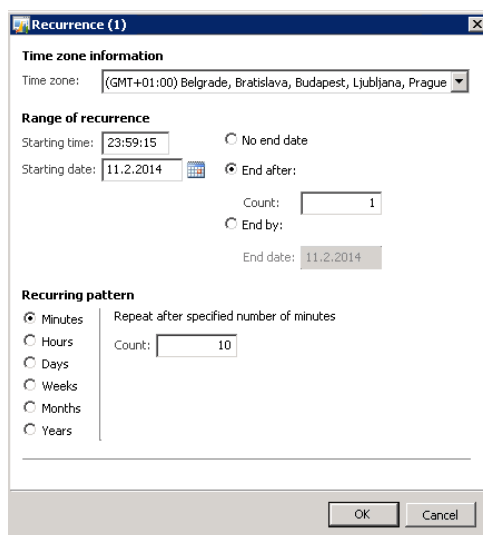 Recurrence (1)
Time zone information
Time zone: (GMT+01:00) Belgrade, Bratislava, Budapest, Ljubljana, Prague
Range of recurrence
Starting time: 23:59:15
No end date
Starting date: 11.2.2014
End after:
Count: 1
End by:
End date: 11.2.2014
Recurring pattern
Minutes
Repeat after specified number of minutes
Hours
Count: 10
Days
Weeks
Months
Years
OK Cancel